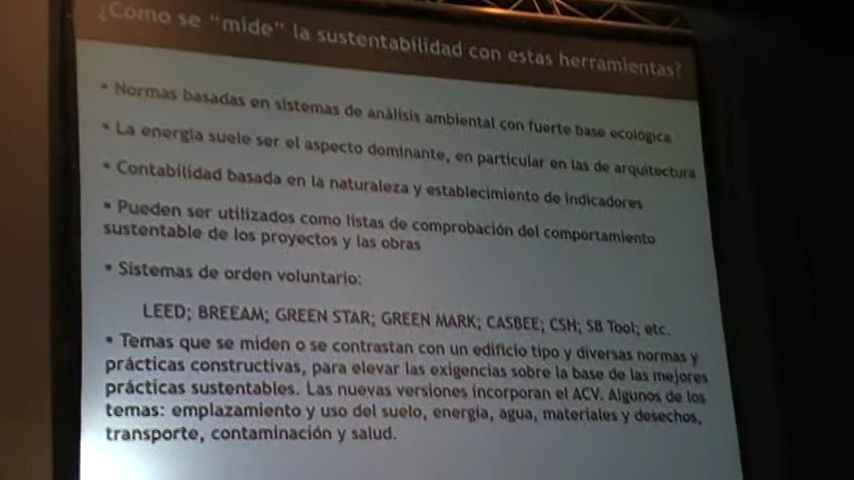 ¿Como se "mide" la sustentabilidad con estas herramientas?
• Normas basadas en sistemas de análisis ambiental con fuerte base ecológica
• La energía suele ser el aspecto dominante, en particular en las de arquitectura
• Contabilidad basada en la naturaleza y establecimiento de indicadores
• Pueden ser utilizados como listas de comprobación del comportamiento
sustentable de los proyectos y las obras
• Sistemas de orden voluntario:
LEED; BREEAM; GREEN STAR; GREEN MARK; CASBEE; CSH; SB Tool; etc.
• Temas que se miden o se contrastan con un edificio tipo y diversas normas y
prácticas constructivas, para elevar las exigencias sobre la base de las mejores
prácticas sustentables. Las nuevas versiones incorporan el ACV. Algunos de los
temas: emplazamiento y uso del suelo, energía, agua, materiales y desechos,
transporte, contaminación y salud.